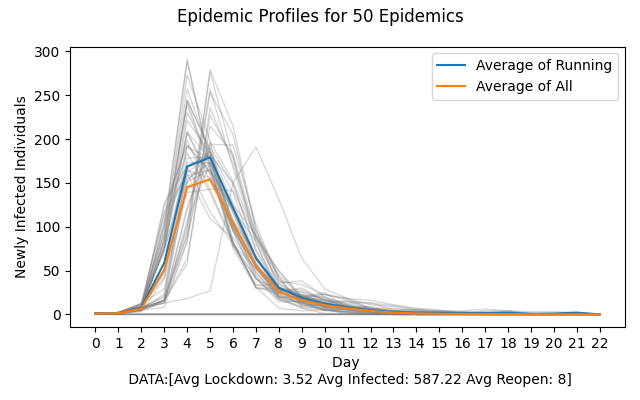 Epidemic Profiles for 50 Epidemics
300
250
200
150
100
50
0
Newly Infected Individuals
Average of Running
Average of All
0 1 2 3 4 5 6 7 8 9 10 11 12 13 14 15 16 17 18 19 20 21 22
Day
DATA:[Avg Lockdown: 3.52 Avg Infected: 587.22 Avg Reopen: 8]